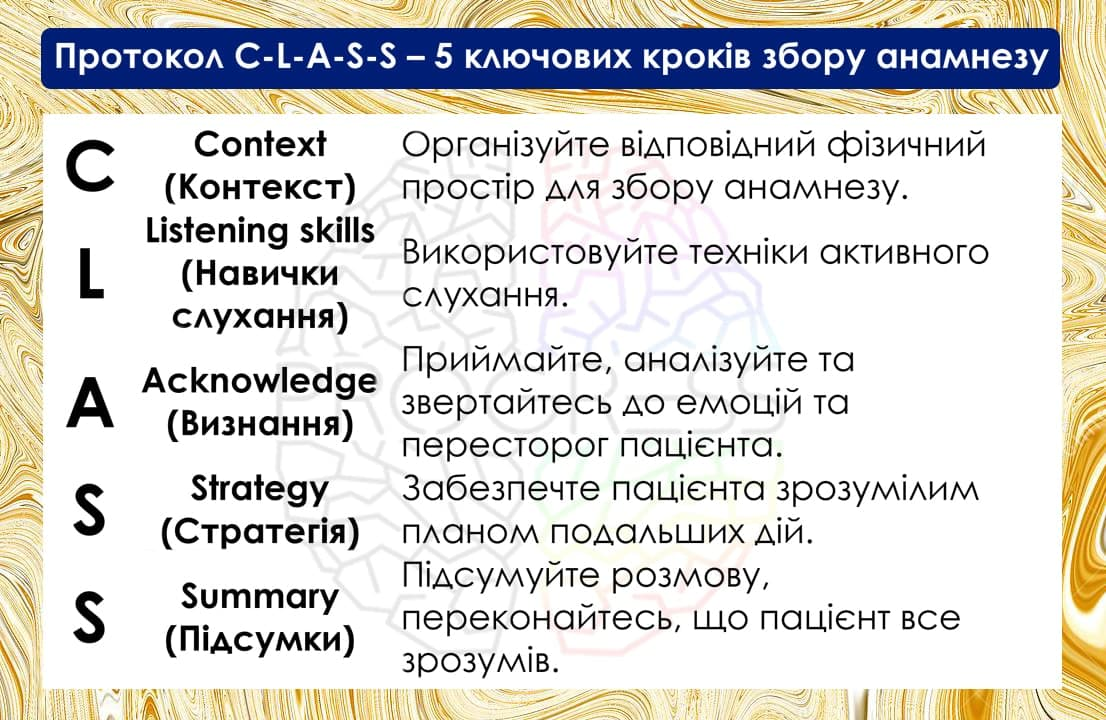 Протокол C-L-A-S-S – 5 ключових кроків збору анамнезу
C
Context
(Контекст)
Організуйте відповідний фізичний
простір для збору анамнезу.
L
Listening skills
(Навички
слухання)
Використовуйте техніки активного
слухання.
A
Acknowledge
(Визнання)
Приймайте, аналізуйте та
звертайтесь до емоцій та
пересторог пацієнта.
S
Strategy
(Стратегія)
Забезпечте пацієнта зрозумілим
планом подальших дій.
S
Summary
(Підсумки)
Підсумуйте розмову,
переконайтесь, що пацієнт все
зрозумів.